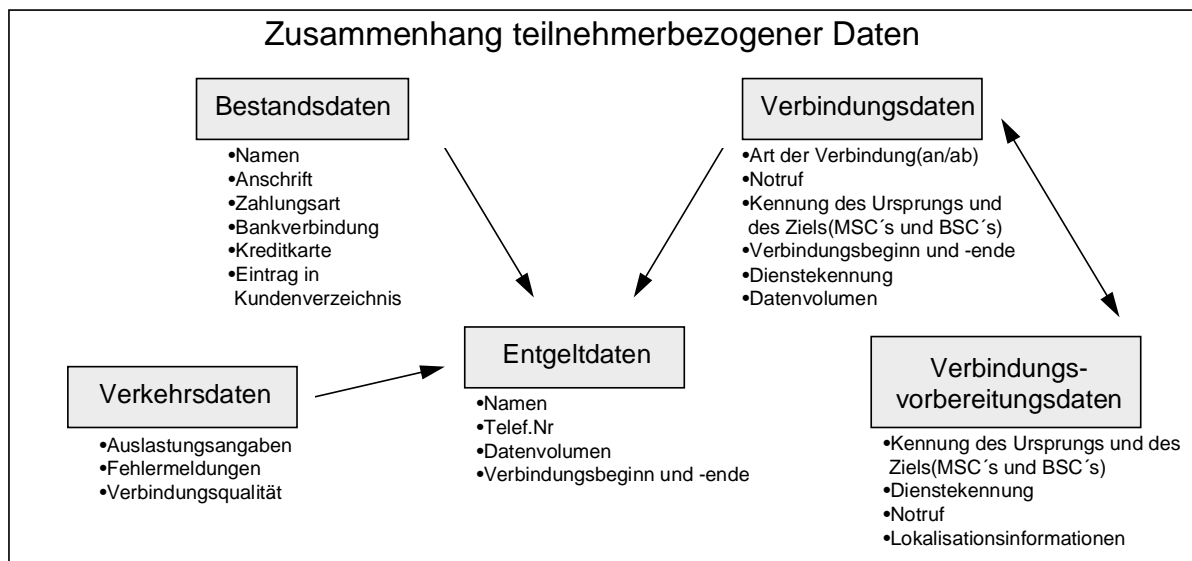 Zusammenhang teilnehmerbezogener Daten
Bestandsdaten
•Namen
•Anschrift
•Zahlungsart
•Bankverbindung
•Kreditkarte
•Eintrag in
Kundenverzeichnis
Verbindungsdaten
•Art der Verbindung(an/ab)
•Notruf
•Kennung des Ursprungs und
des Ziels(MSC´s und BSC´s)
•Verbindungsbeginn und -ende
•Dienstekennung
•Datenvolumen
Verkehrsdaten
•Auslastungsangaben
•Fehlermeldungen
•Verbindungsqualität
Entgeltdaten
•Namen
•Telef.Nr
•Datenvolumen
•Verbindungsbeginn und -ende
Verbindungs-
vorbereitungsdaten
•Kennung des Ursprungs und des
Ziels(MSC´s und BSC´s)
•Dienstekennung
•Notruf
•Lokalisationsinformationen